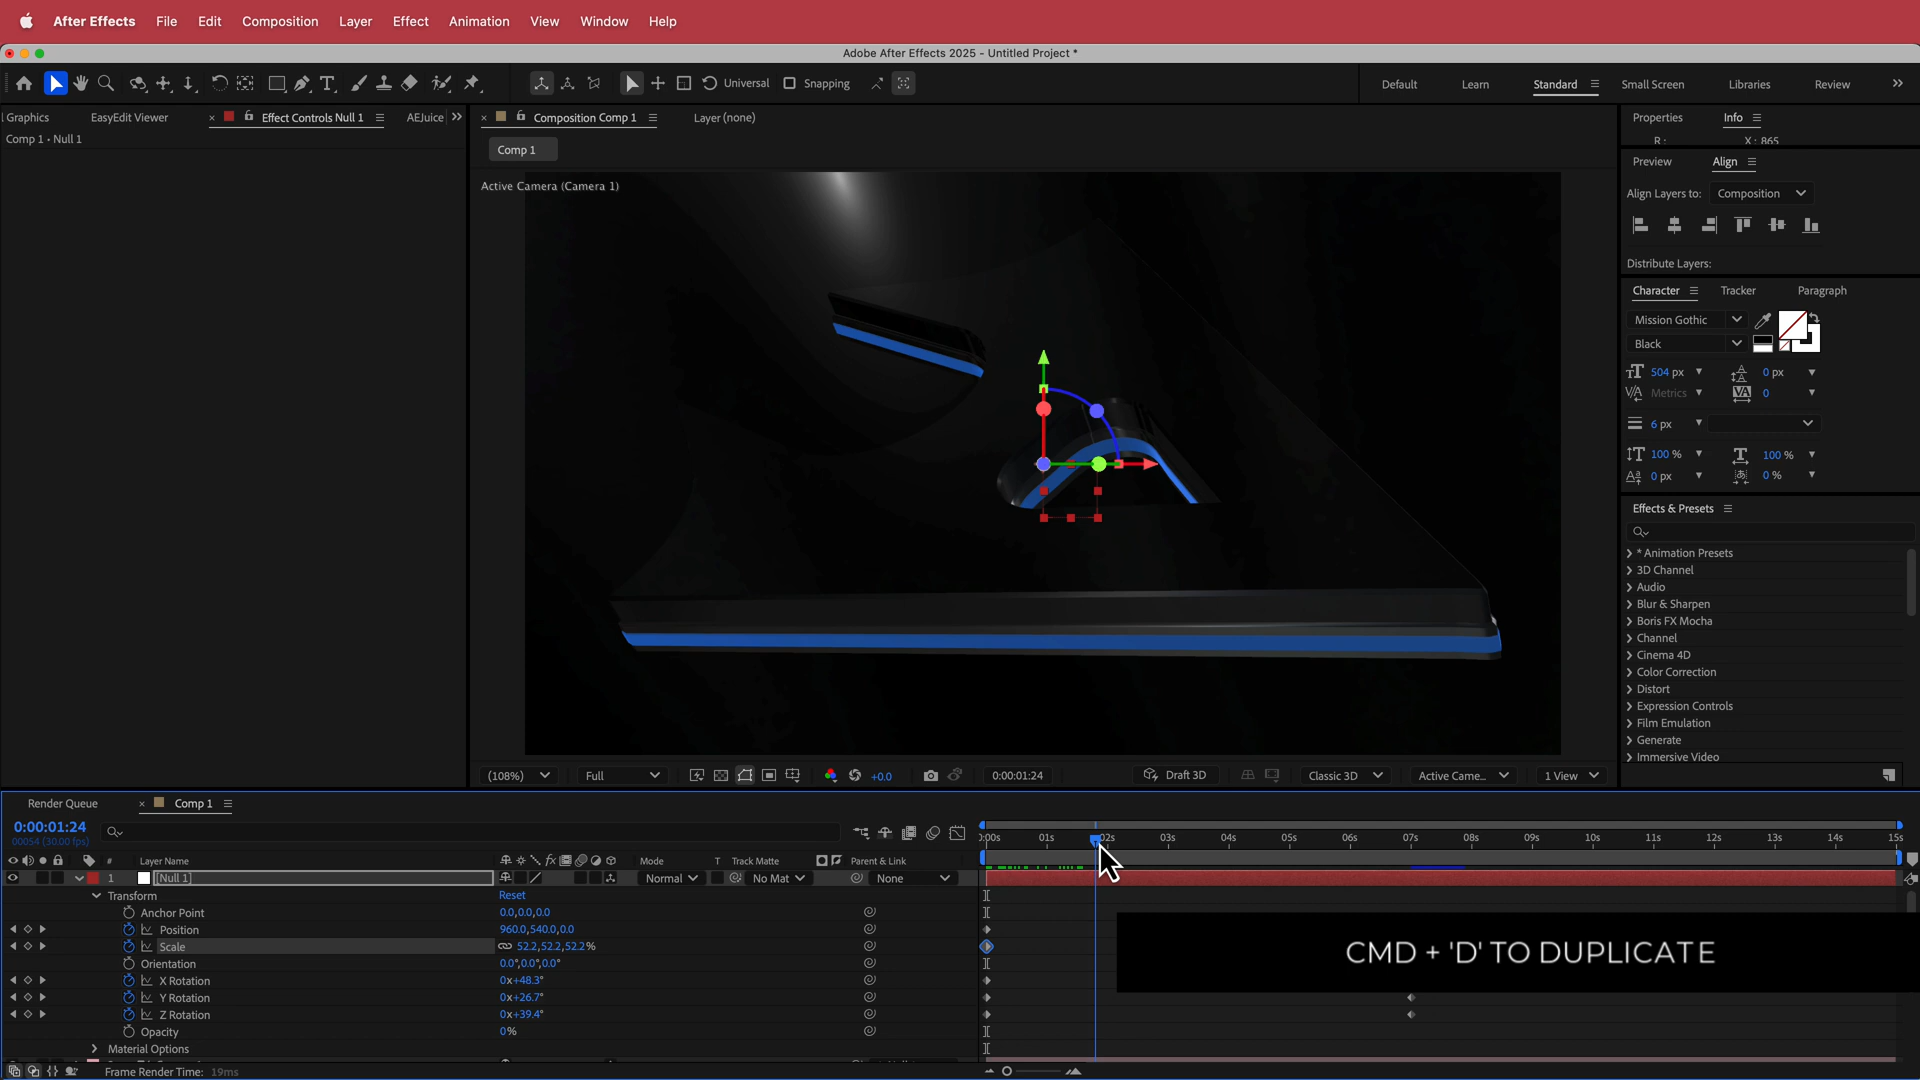 After Effects File Edit Composition Layer Effect Animation View Window Help
Adobe After Effects 2025 - Untitled Project *
Universal Snapping Default Learn Standard Small Screen Libraries Review
Graphics EasyEdit Viewer Effect Controls Null 1 AEJuice Composition Comp 1 Layer (none) Properties Info
Comp 1 • Null 1
R: X: 865
Comp 1
Preview Align
Active Camera (Camera 1)
Align Layers to: Composition
Distribute Layers:
Character Tracker Paragraph
Mission Gothic
Black
504 px 0 px
Metrics 0
6 px
100 % 100 %
0 px 0 %
Effects & Presets
* Animation Presets
3D Channel
Audio
Blur & Sharpen
Boris FX Mocha
Channel
Cinema 4D
Color Correction
Distort
Expression Controls
Film Emulation
Generate
Immersive Video
(108%) Full +0.0 0:00:01:24 Draft 3D Classic 3D Active Came... 1 View
Render Queue Comp 1
0:00:01:24
00054 (30.00 fps)
0:00s 01s 02s 03s 04s 05s 06s 07s 08s 09s 10s 11s 12s 13s 14s 15s
# Layer Name fx Mode T Track Matte Parent & Link
1 [Null 1] Normal No Mat None
Transform Reset
Anchor Point 0.0,0.0,0.0
Position 960.0,540.0,0.0
Scale 52.2,52.2,52.2%
CMD + 'D' TO DUPLICATE
Orientation 0.0°,0.0°,0.0°
X Rotation 0x+48.3°
Y Rotation 0x+26.7°
Z Rotation 0x+39.4°
Opacity 0%
Material Options
Frame Render Time: 19ms